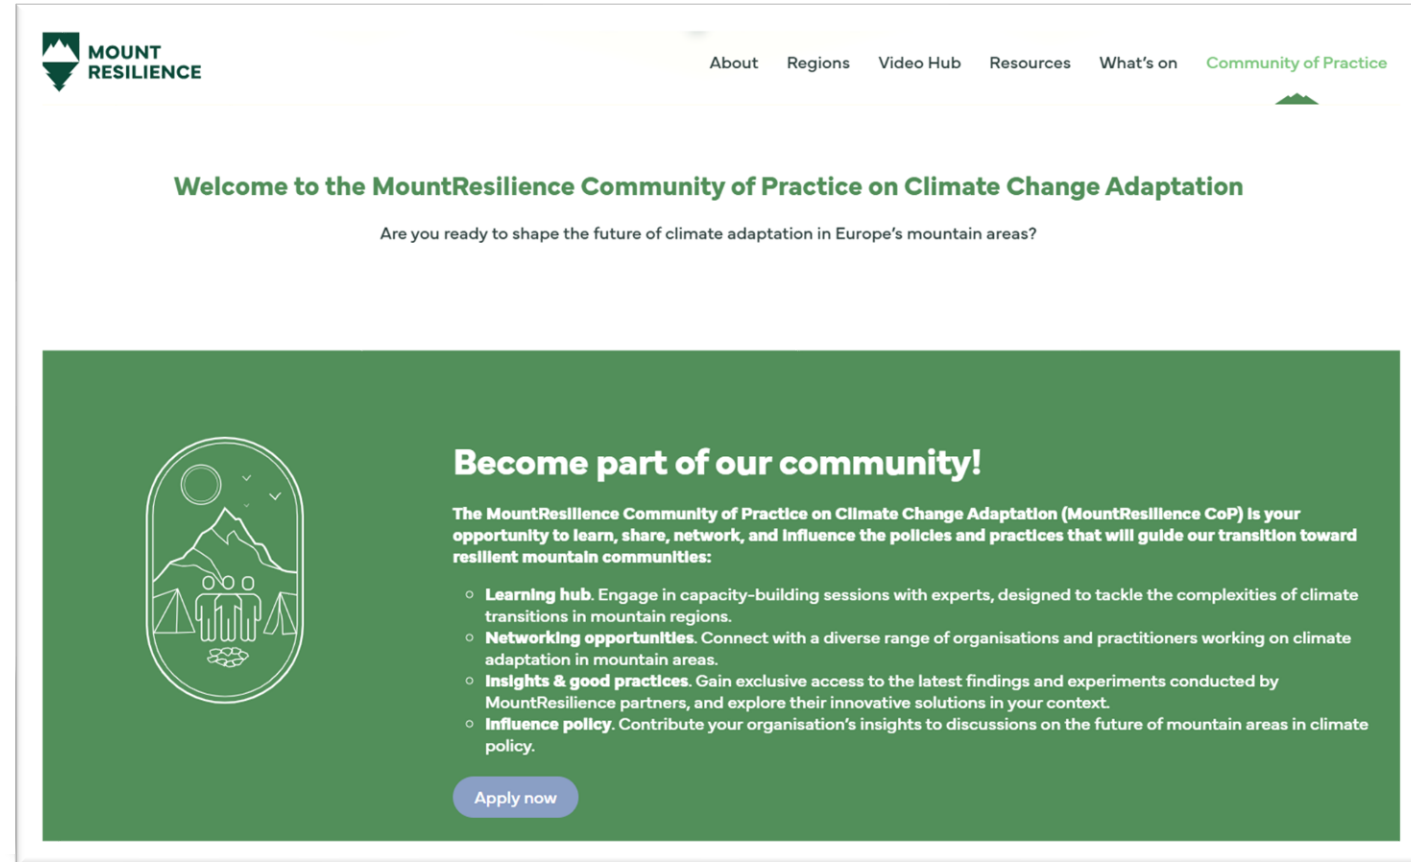 MOUNT
RESILIENCE
About Regions Video Hub Resources What's on Community of Practice
Welcome to the MountResilience Community of Practice on Climate Change Adaptation
Are you ready to shape the future of climate adaptation in Europe's mountain areas?
Become part of our community!
The MountResilience Community of Practice on Climate Change Adaptation (MountResilience CoP) is your
opportunity to learn, share, network, and influence the policies and practices that will guide our transition toward
resilient mountain communities:
Learning hub. Engage in capacity-building sessions with experts, designed to tackle the complexities of climate
transitions in mountain regions.
Networking opportunities. Connect with a diverse range of organisations and practitioners working on climate
adaptation in mountain areas.
Insights & good practices. Gain exclusive access to the latest findings and experiments conducted by
MountResilience partners, and explore their innovative solutions in your context.
Influence policy. Contribute your organisation's insights to discussions on the future of mountain areas in climate
policy.
Apply now